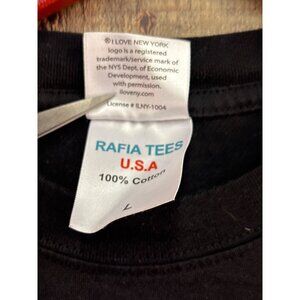 ® I LOVE NEW YORK
logo is a registered
trademark/service mark of
the NYS Dept. of Economic
Development, used
with permission.
iloveny.com
License # ILNY-1004
RAFIA TEES
U.S.A
100% Cotton
L